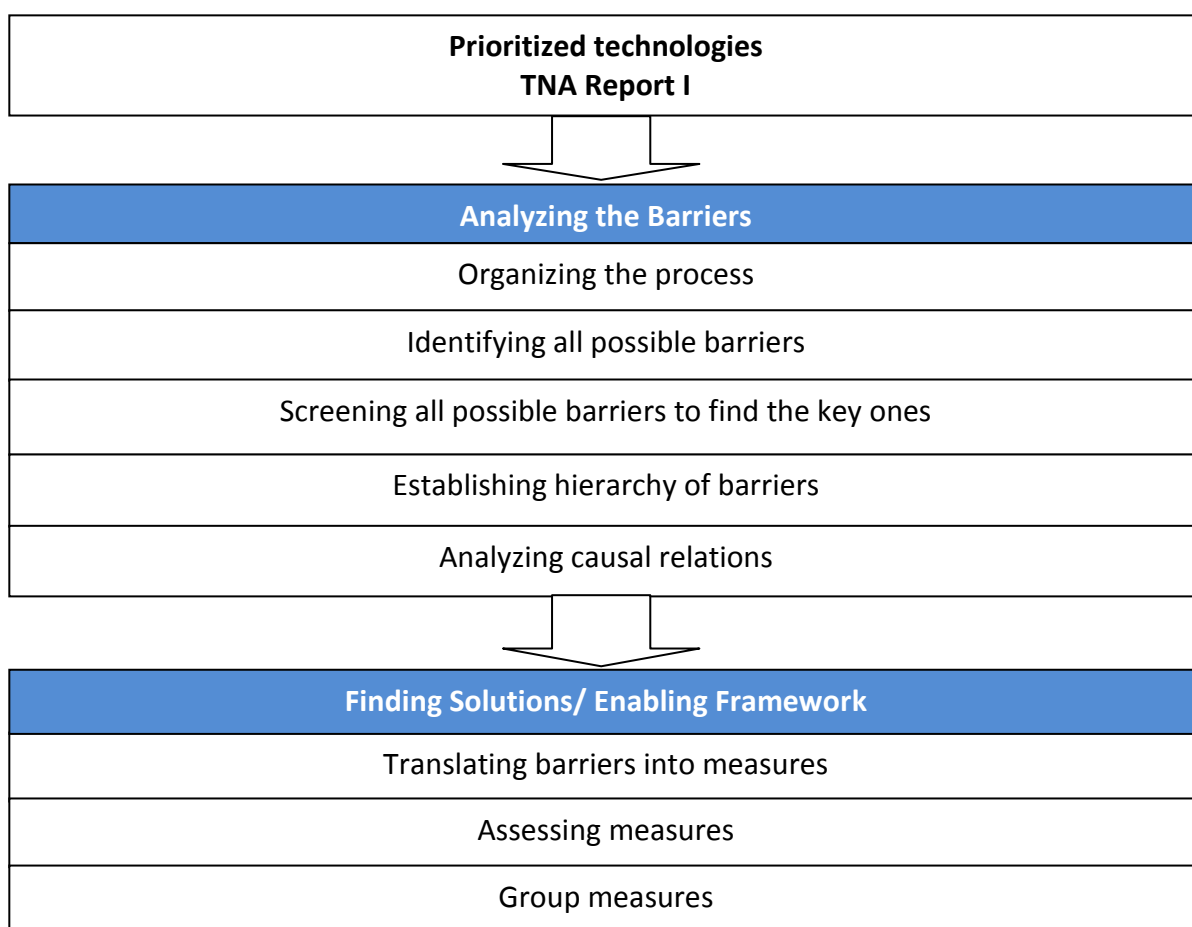 Prioritized technologies
TNA Report I
Analyzing the Barriers
Organizing the process
Identifying all possible barriers
Screening all possible barriers to find the key ones
Establishing hierarchy of barriers
Analyzing causal relations
Finding Solutions/ Enabling Framework
Translating barriers into measures
Assessing measures
Group measures